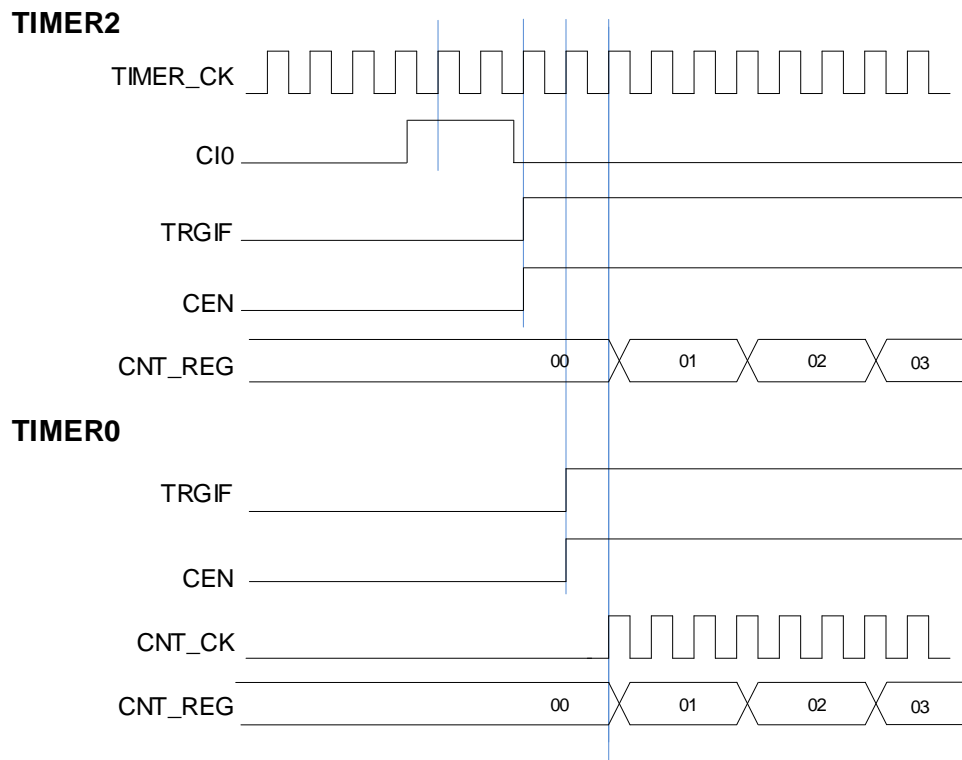 TIMER2
TIMER_CK
CI0
TRGIF
CEN
CNT_REG 00 01 02 03
TIMER0
TRGIF
CEN
CNT_CK
CNT_REG 00 01 02 03